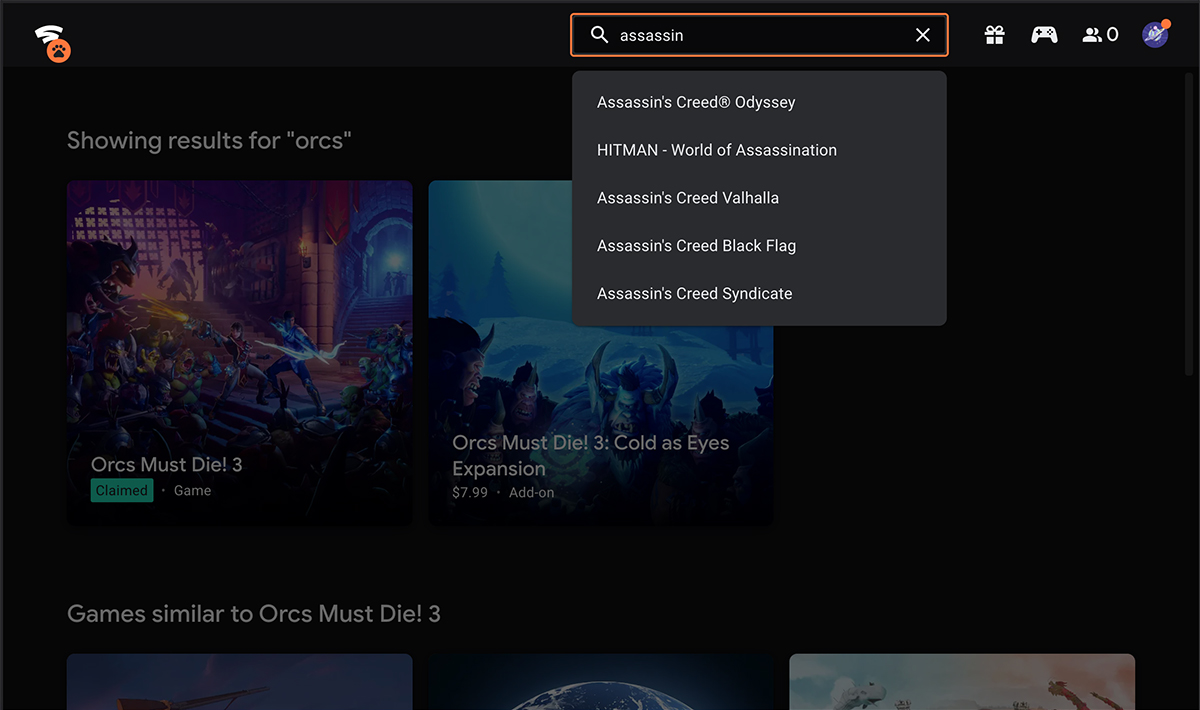 assassin
0
Assassin's Creed® Odyssey
HITMAN - World of Assassination
Assassin's Creed Valhalla
Assassin's Creed Black Flag
Assassin's Creed Syndicate
Showing results for "orcs"
Orcs Must Die! 3
Claimed • Game
Orcs Must Die! 3: Cold as Eyes
Expansion
$7.99 • Add-on
Games similar to Orcs Must Die! 3